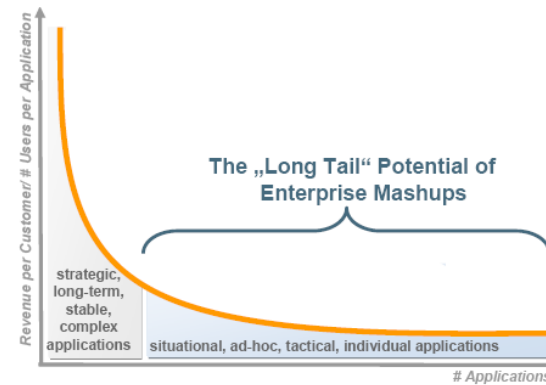 Revenue per Customer/ # Users per Application
The „Long Tail“ Potential of
Enterprise Mashups
strategic,
long-term,
stable,
complex
applications
situational, ad-hoc, tactical, individual applications
# Applications